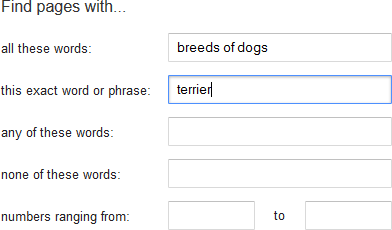 Find pages with...
all these words: breeds of dogs
this exact word or phrase: terrier
any of these words:
none of these words:
numbers ranging from: to